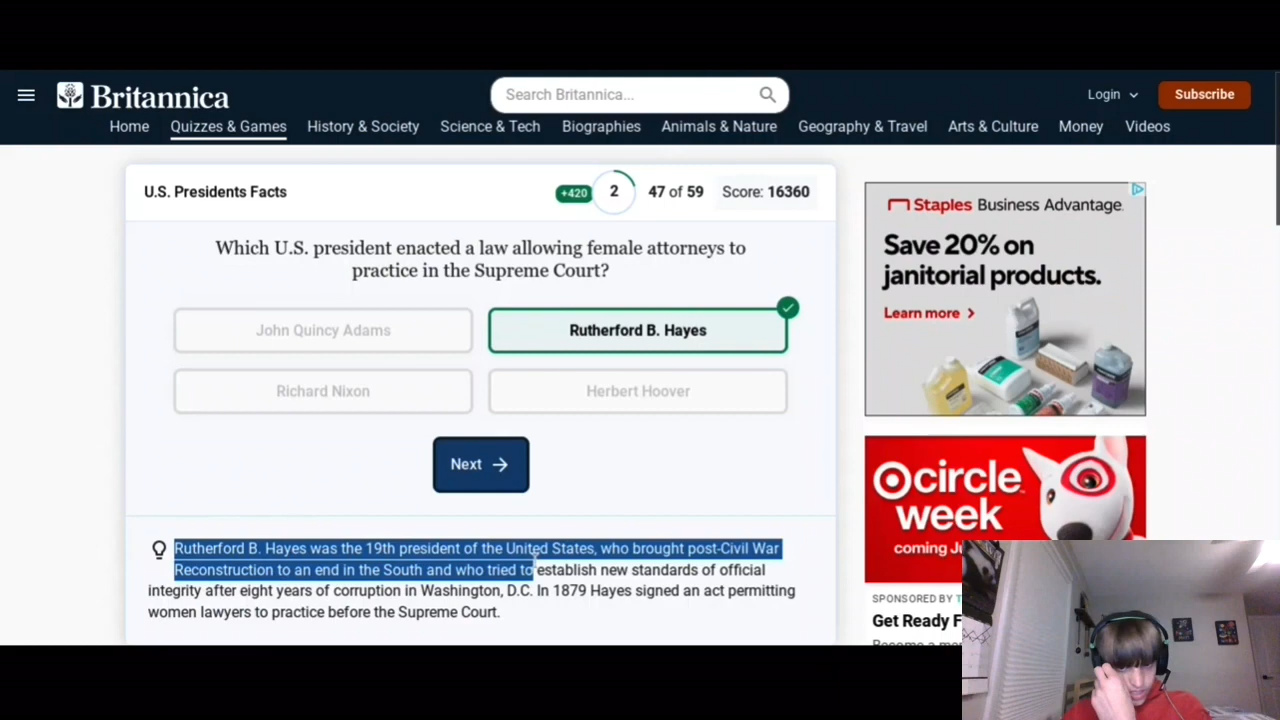 Britannica
Search Britannica...
Login
Subscribe
Home
Quizzes & Games
History & Society
Science & Tech
Biographies
Animals & Nature
Geography & Travel
Arts & Culture
Money
Videos
U.S. Presidents Facts
+420
2
47 of 59
Score: 16360
Which U.S. president enacted a law allowing female attorneys to
practice in the Supreme Court?
John Quincy Adams
Rutherford B. Hayes
Richard Nixon
Herbert Hoover
Next
Rutherford B. Hayes was the 19th president of the United States, who brought post-Civil War
Reconstruction to an end in the South and who tried to establish new standards of official
integrity after eight years of corruption in Washington, D.C. In 1879 Hayes signed an act permitting
women lawyers to practice before the Supreme Court.
Staples Business Advantage.
Save 20% on
janitorial products.
Learn more
circle
week
coming
SPONSORED BY
Get Ready